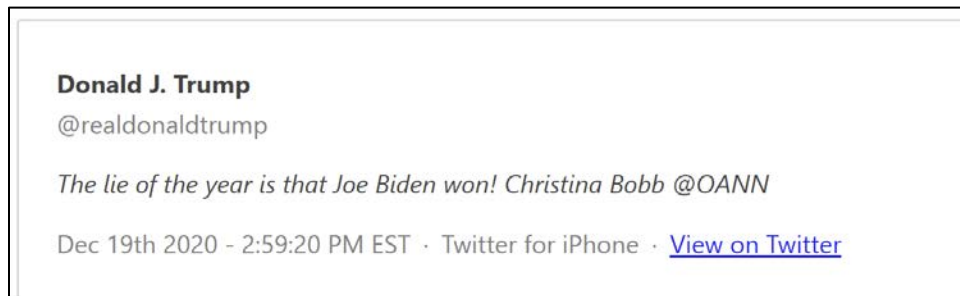 Donald J. Trump
@realdonaldtrump
The lie of the year is that Joe Biden won! Christina Bobb @OANN
Dec 19th 2020 - 2:59:20 PM EST · Twitter for iPhone · View on Twitter